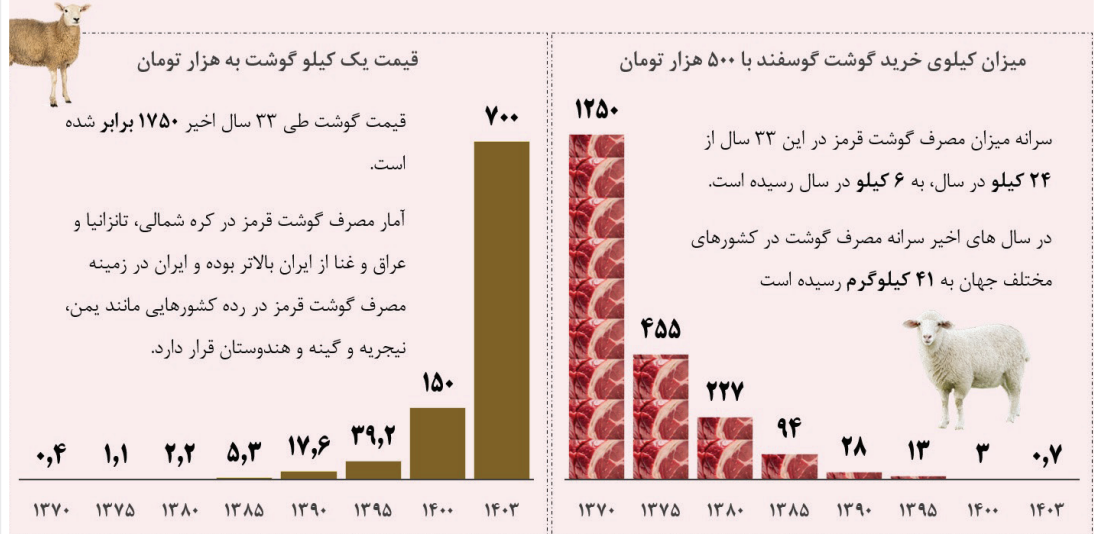 میزان کیلوی خرید گوشت گوسفند با ۵۰۰ هزار تومان
سرانه میزان مصرف گوشت قرمز در این ۳۳ سال از
۲۴ کیلو در سال، به ۶ کیلو در سال رسیده است.
در سال های اخیر سرانه مصرف گوشت در کشورهای
مختلف جهان به ۴۱ کیلوگرم رسیده است
۱۲۵۰
۴۵۵
۲۲۷
۹۴
۲۸
۱۳
۳
۰,۷
۱۳۷۰ ۱۳۷۵ ۱۳۸۰ ۱۳۸۵ ۱۳۹۰ ۱۳۹۵ ۱۴۰۰ ۱۴۰۳
قیمت یک کیلو گوشت به هزار تومان
قیمت گوشت طی ۳۳ سال اخیر ۱۷۵۰ برابر شده
است.
آمار مصرف گوشت قرمز در کره شمالی، تانزانیا و
عراق و غنا از ایران بالاتر بوده و ایران در زمینه
مصرف گوشت قرمز در رده کشورهایی مانند یمن،
نیجریه و گینه و هندوستان قرار دارد.
۰,۴
۱,۱
۲,۲
۵,۳
۱۷,۶
۳۹,۲
۱۵۰
۷۰۰
۱۳۷۰ ۱۳۷۵ ۱۳۸۰ ۱۳۸۵ ۱۳۹۰ ۱۳۹۵ ۱۴۰۰ ۱۴۰۳